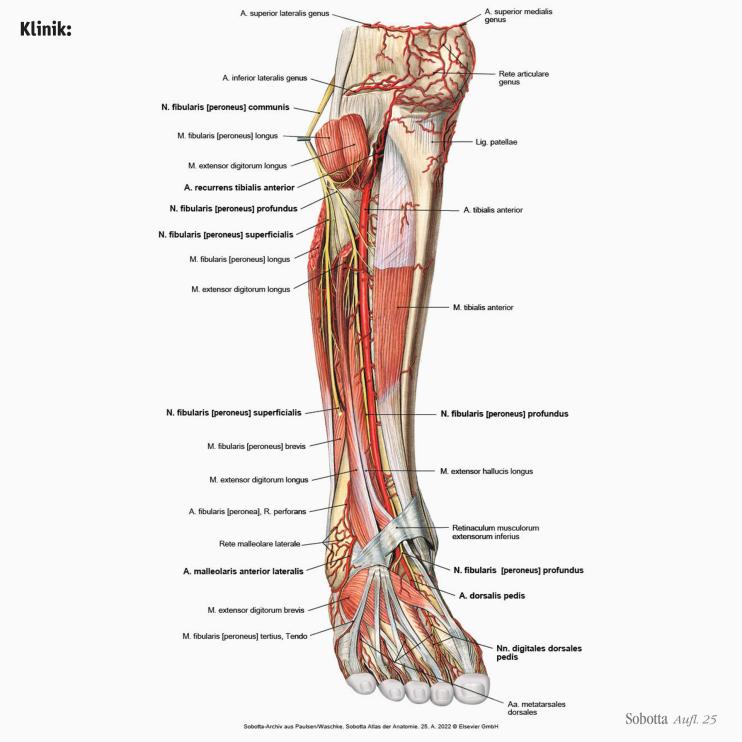 Klinik:
A. superior lateralis genus
A. superior medialis
genus
A. inferior lateralis genus
Rete articulare
genus
N. fibularis [peroneus] communis
M. fibularis [peroneus] longus
Lig. patellae
M. extensor digitorum longus
A. recurrens tibialis anterior
N. fibularis [peroneus] profundus
A. tibialis anterior
N. fibularis [peroneus] superficialis
M. fibularis [peroneus] longus
M. extensor digitorum longus
M. tibialis anterior
N. fibularis [peroneus] superficialis
N. fibularis [peroneus] profundus
M. fibularis [peroneus] brevis
M. extensor digitorum longus
M. extensor hallucis longus
A. fibularis [peronea], R. perforans
Retinaculum musculorum
extensorum inferius
Rete malleolare laterale
A. malleolaris anterior lateralis
N. fibularis [peroneus] profundus
A. dorsalis pedis
M. extensor digitorum brevis
M. fibularis [peroneus] tertius, Tendo
Nn. digitales dorsales
pedis
Aa. metatarsales
dorsales
Sobotta-Archiv aus Paulsen/Waschke, Sobotta Atlas der Anatomie. 25. A. 2022 © Elsevier GmbH
Sobotta Aufl. 25